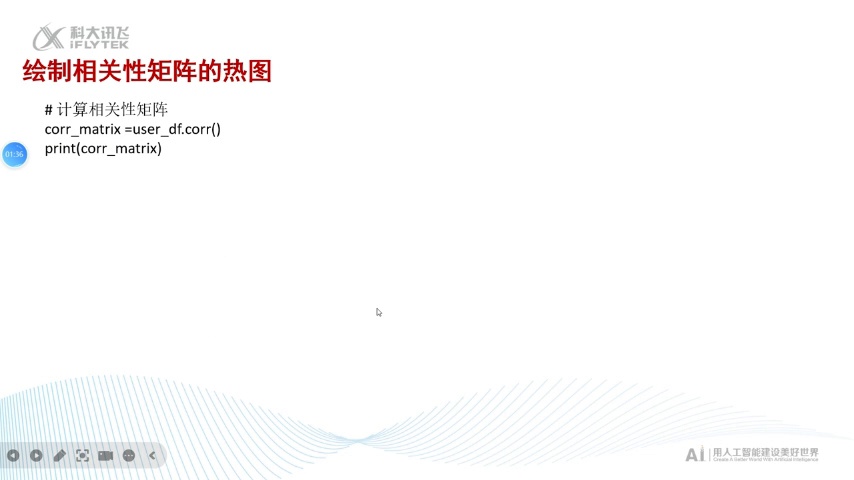 科大讯飞
iFLYTEK
绘制相关性矩阵的热图
# 计算相关性矩阵
corr_matrix =user_df.corr()
print(corr_matrix)
01:36
AI 用人工智能建设美好世界
Create A Better World With Artificial Intelligence